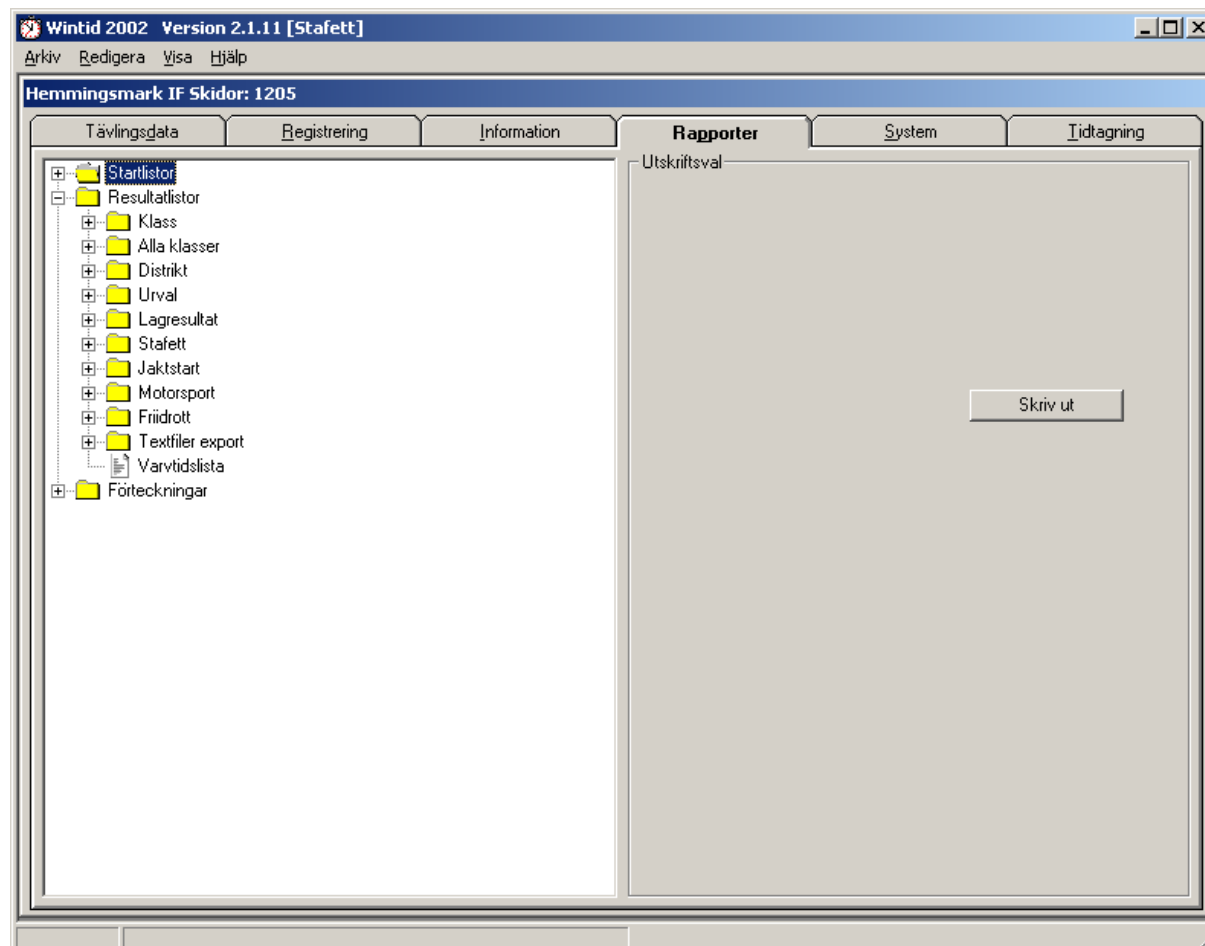 Wintid 2002 Version 2.1.11 [Stafett]
Arkiv Redigera Visa Hjälp
Hemmingsmark IF Skidor: 1205
Tävlingsdata Registrering Information Rapporter System Tidtagning
Startlistor
Resultatlistor
Klass
Alla klasser
Distrikt
Urval
Lagresultat
Stafett
Jaktstart
Motorsport
Friidrott
Textfiler export
Varvtidslista
Förteckningar
Utskriftsval
Skriv ut